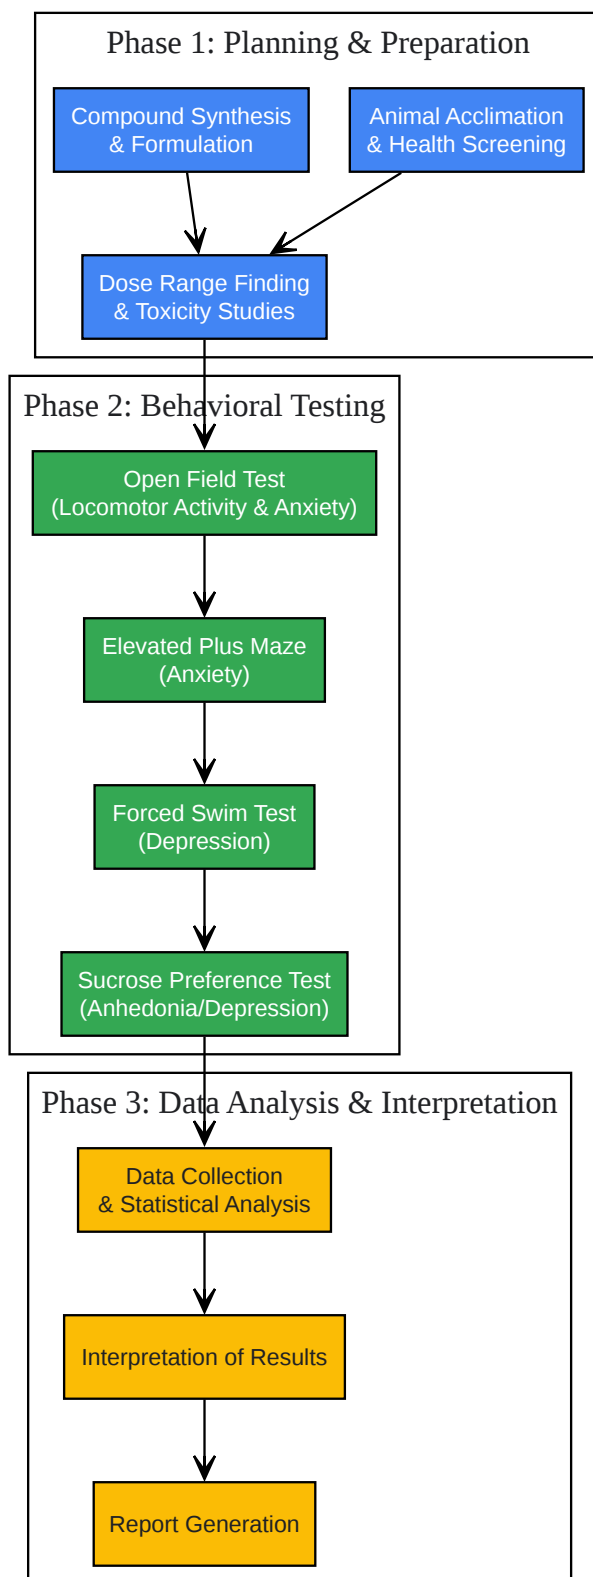 Phase 1: Planning & Preparation
Compound Synthesis
& Formulation
Animal Acclimation
& Health Screening
Dose Range Finding
& Toxicity Studies
Phase 2: Behavioral Testing
Open Field Test
(Locomotor Activity & Anxiety)
Elevated Plus Maze
(Anxiety)
Forced Swim Test
(Depression)
Sucrose Preference Test
(Anhedonia/Depression)
Phase 3: Data Analysis & Interpretation
Data Collection
& Statistical Analysis
Interpretation of Results
Report Generation